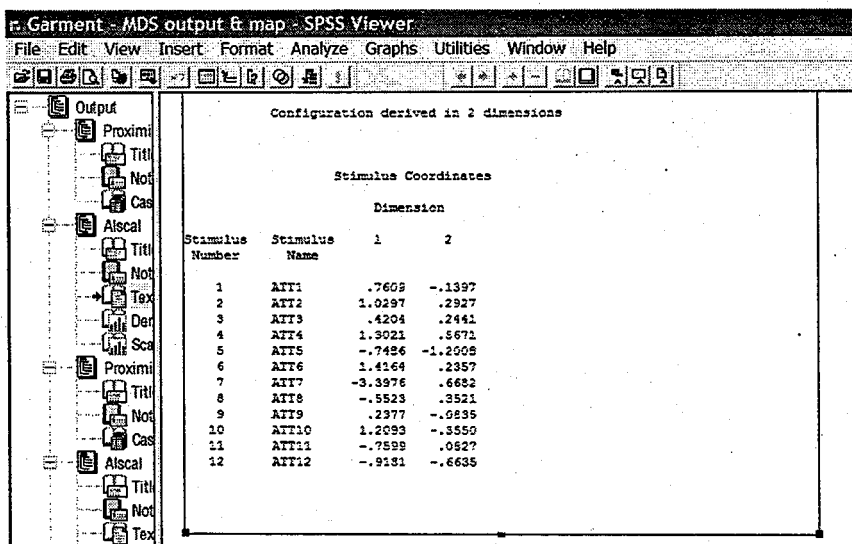 Garment - MDS output & map - SPSS Viewer
File Edit View Insert Format Analyze Graphs Utilities Window Help
Output
Proximi
Titl
Not
Cas
Alscal
Titl
Not
Tex
Der
Sca
Proximi
Titl
Not
Cas
Alscal
Titl
Not
Tex
Configuration derived in 2 dimensions
Stimulus Coordinates
Dimension
Stimulus Stimulus 1 2
Number Name
1 ATT1 .7609 -.1397
2 ATT2 1.0297 .2927
3 ATT3 .4204 .2441
4 ATT4 1.3021 .5671
5 ATT5 -.7486
6 ATT6 1.4164 .2357
7 ATT7 -3.3976 .6682
8 ATT8 -.5523 .3521
9 ATT9 .2377
10 ATT10 1.2093 -.3550
11 ATT11 -.7599 .0827
12 ATT12 -.9181 -.6635